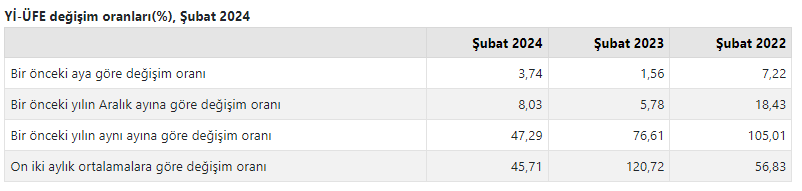 Yİ-ÜFE değişim oranları(%), Şubat 2024
Şubat 2024 Şubat 2023 Şubat 2022
Bir önceki aya göre değişim oranı 3,74 1,56 7,22
Bir önceki yılın Aralık ayına göre değişim oranı 8,03 5,78 18,43
Bir önceki yılın aynı ayına göre değişim oranı 47,29 76,61 105,01
On iki aylık ortalamalara göre değişim oranı 45,71 120,72 56,83